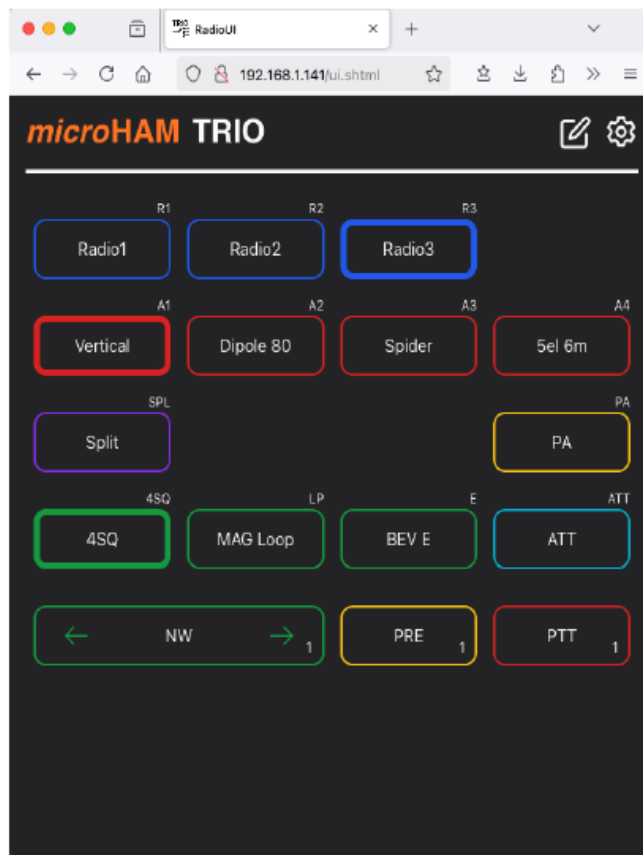 TRIO RadioUI
192.168.1.141/ui.shtml
microHAM TRIO
R1 R2 R3
Radio1 Radio2 Radio3
A1 A2 A3 A4
Vertical Dipole 80 Spider 5el 6m
SPL PA
Split PA
4SQ LP E ATT
4SQ MAG Loop BEV E ATT
NW 1 PRE 1 PTT 1